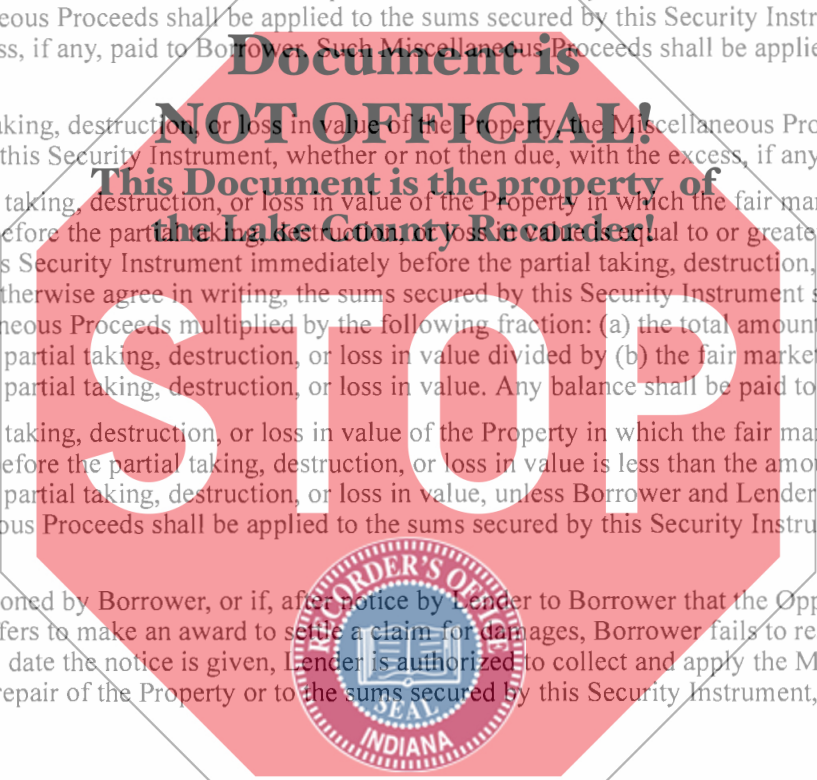 eous Proceeds shall be applied to the sums secured by this Security Instr
ss, if any, paid to Borrower. Such Miscellaneous Proceeds shall be applie
Document is
NOT OFFICIAL!
This Document is the property of
the Lake County Recorder!
aking, destruction, or loss in value of the Property, the Miscellaneous Pro
this Security Instrument, whether or not then due, with the excess, if any
taking, destruction, or loss in value of the Property in which the fair mar
efore the partial taking, destruction, or loss in value is equal to or greate
s Security Instrument immediately before the partial taking, destruction,
therwise agree in writing, the sums secured by this Security Instrument s
neous Proceeds multiplied by the following fraction: (a) the total amount
partial taking, destruction, or loss in value divided by (b) the fair market
partial taking, destruction, or loss in value. Any balance shall be paid to
STOP
taking, destruction, or loss in value of the Property in which the fair mar
efore the partial taking, destruction, or loss in value is less than the amou
partial taking, destruction, or loss in value, unless Borrower and Lender
ous Proceeds shall be applied to the sums secured by this Security Instru
oned by Borrower, or if, after notice by Lender to Borrower that the Opp
fers to make an award to settle a claim for damages, Borrower fails to re
date the notice is given, Lender is authorized to collect and apply the M
repair of the Property or to the sums secured by this Security Instrument,
RECORDER'S OFFICE
SEAL
INDIANA